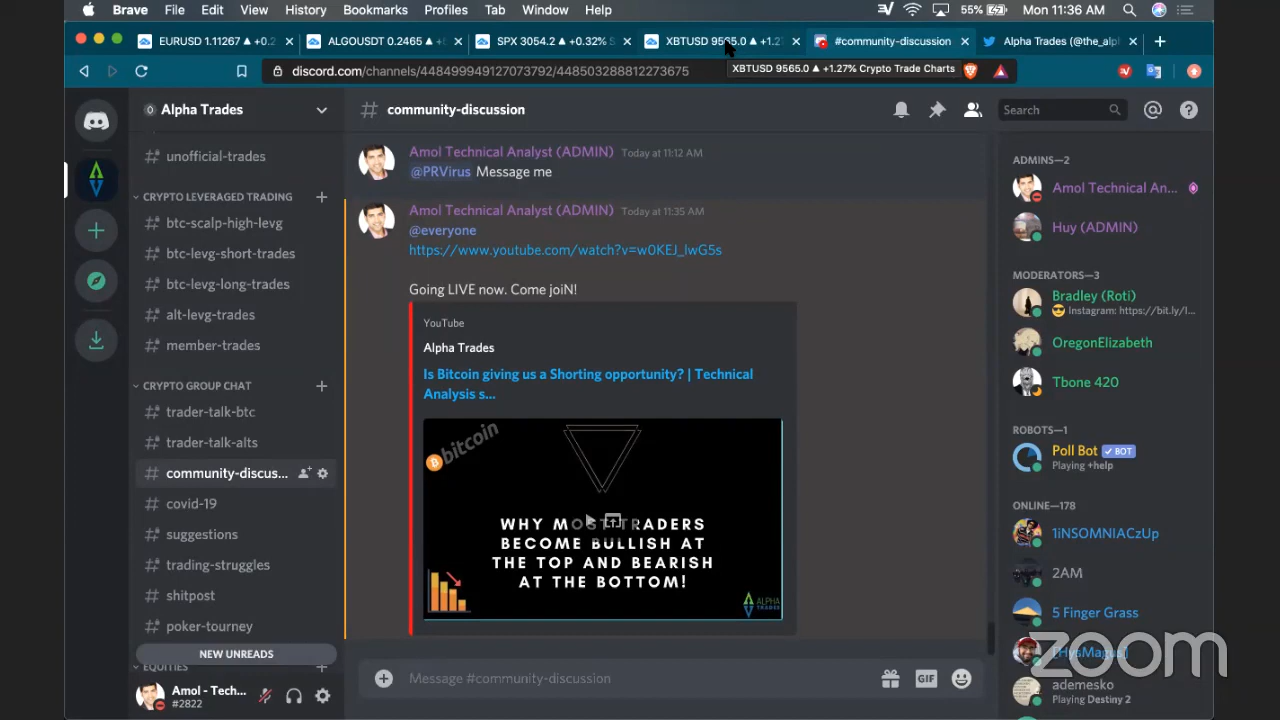 Brave File Edit View History Bookmarks Profiles Tab Window Help 55% Mon 11:36 AM
EURUSD 1.11267 ▲ +0.2 ALGOUSDT 0.2465 ▲ + SPX 3054.2 ▲ +0.32% S XBTUSD 9565.0 ▲ +1.2 #community-discussion Alpha Trades (@the_alp
discord.com/channels/448499949127073792/448503288812273675
XBTUSD 9565.0 ▲ +1.27% Crypto Trade Charts
Alpha Trades
# community-discussion
Search
# unofficial-trades
CRYPTO LEVERAGED TRADING
# btc-scalp-high-levg
# btc-levg-short-trades
# btc-levg-long-trades
# alt-levg-trades
# member-trades
CRYPTO GROUP CHAT
# trader-talk-btc
# trader-talk-alts
# community-discus...
# covid-19
# suggestions
# trading-struggles
# shitpost
# poker-tourney
NEW UNREADS
EQUITIES
Amol - Tech...
#2822
Amol Technical Analyst (ADMIN) Today at 11:12 AM
@PRVirus Message me
Amol Technical Analyst (ADMIN) Today at 11:35 AM
@everyone
https://www.youtube.com/watch?v=w0KEJ_lwG5s
Going LIVE now. Come joiN!
YouTube
Alpha Trades
Is Bitcoin giving us a Shorting opportunity? | Technical
Analysis s...
bitcoin
WHY MOST TRADERS
BECOME BULLISH AT
THE TOP AND BEARISH
AT THE BOTTOM!
ALPHA
TRADES
Message #community-discussion
GIF
ADMINS—2
Amol Technical An...
Huy (ADMIN)
MODERATORS—3
Bradley (Roti)
Instagram: https://bit.ly/l...
OregonElizabeth
Tbone 420
ROBOTS—1
Poll Bot BOT
Playing +help
ONLINE—178
1iNSOMNIACzUp
2AM
5 Finger Grass
[HysMagus]
ademesko
Playing Destiny 2
zoom